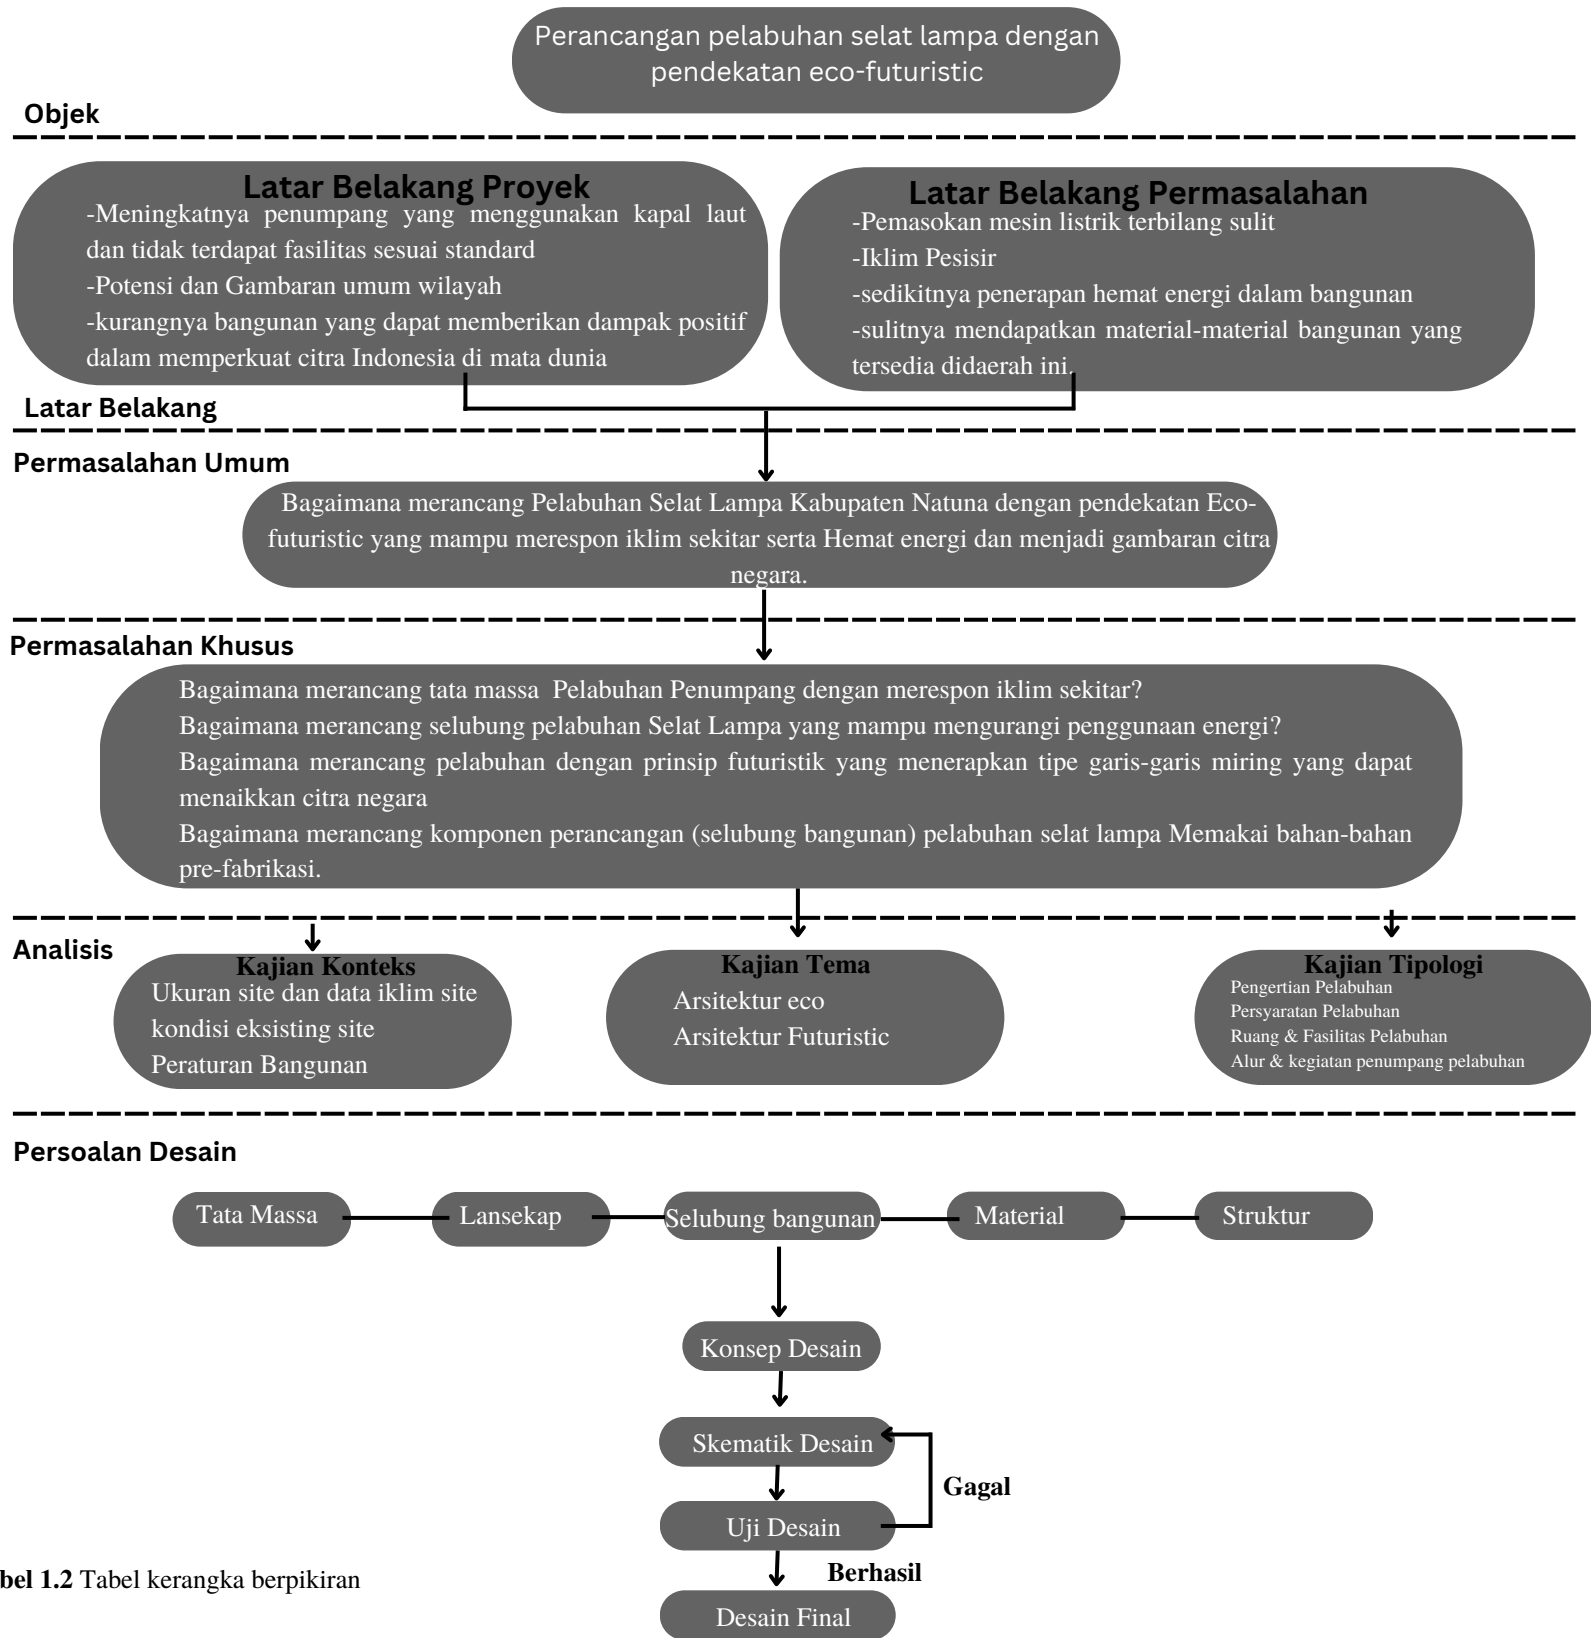 Perancangan pelabuhan selat lampa dengan
pendekatan eco-futuristic
Objek
Latar Belakang Proyek
-Meningkatnya penumpang yang menggunakan kapal laut
dan tidak terdapat fasilitas sesuai standard
-Potensi dan Gambaran umum wilayah
-kurangnya bangunan yang dapat memberikan dampak positif
dalam memperkuat citra Indonesia di mata dunia
Latar Belakang Permasalahan
-Pemasokan mesin listrik terbilang sulit
-Iklim Pesisir
-sedikitnya penerapan hemat energi dalam bangunan
-sulitnya mendapatkan material-material bangunan yang
tersedia didaerah ini.
Latar Belakang
Permasalahan Umum
Bagaimana merancang Pelabuhan Selat Lampa Kabupaten Natuna dengan pendekatan Eco-
futuristic yang mampu merespon iklim sekitar serta Hemat energi dan menjadi gambaran citra
negara.
Permasalahan Khusus
Bagaimana merancang tata massa  Pelabuhan Penumpang dengan merespon iklim sekitar?
Bagaimana merancang selubung pelabuhan Selat Lampa yang mampu mengurangi penggunaan energi?
Bagaimana merancang pelabuhan dengan prinsip futuristik yang menerapkan tipe garis-garis miring yang dapat
menaikkan citra negara
Bagaimana merancang komponen perancangan (selubung bangunan) pelabuhan selat lampa Memakai bahan-bahan
pre-fabrikasi.
Analisis
Kajian Konteks
Ukuran site dan data iklim site
kondisi eksisting site
Peraturan Bangunan
Kajian Tema
Arsitektur eco
Arsitektur Futuristic
Kajian Tipologi
Pengertian Pelabuhan
Persyaratan Pelabuhan
Ruang & Fasilitas Pelabuhan
Alur & kegiatan penumpang pelabuhan
Persoalan Desain
Tata Massa
Lansekap
Selubung bangunan
Material
Struktur
Konsep Desain
Skematik Desain
Gagal
Uji Desain
Berhasil
bel 1.2 Tabel kerangka berpikiran
Desain Final